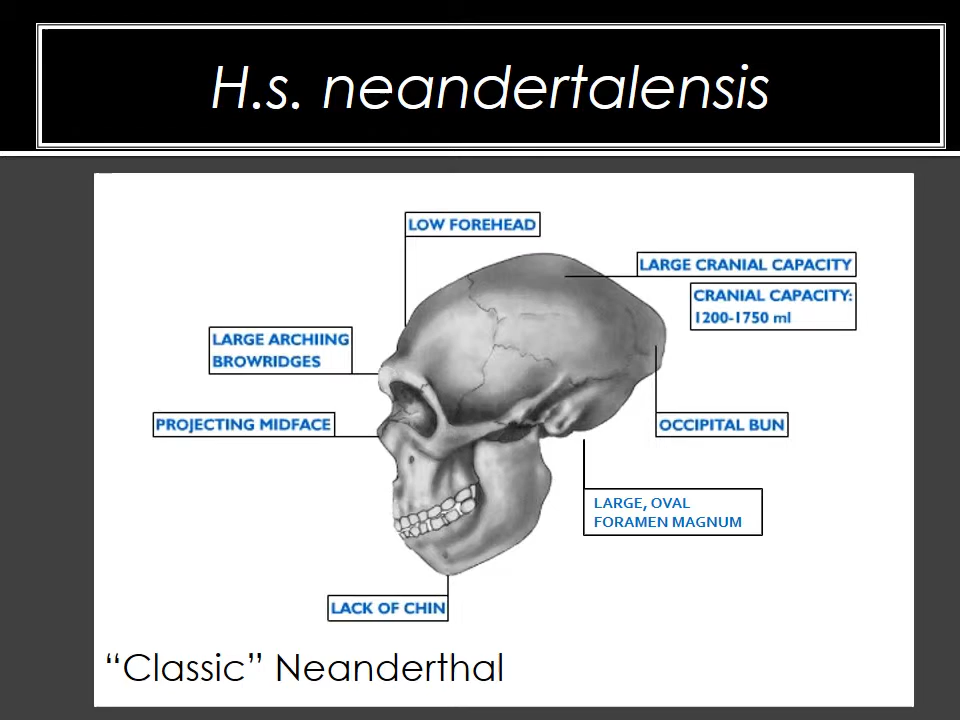 H.s. neandertalensis
LOW FOREHEAD
LARGE CRANIAL CAPACITY
CRANIAL CAPACITY:
1200-1750 ml
LARGE ARCHIING
BROWRIDGES
PROJECTING MIDFACE
OCCIPITAL BUN
LARGE, OVAL
FORAMEN MAGNUM
LACK OF CHIN
“Classic” Neanderthal